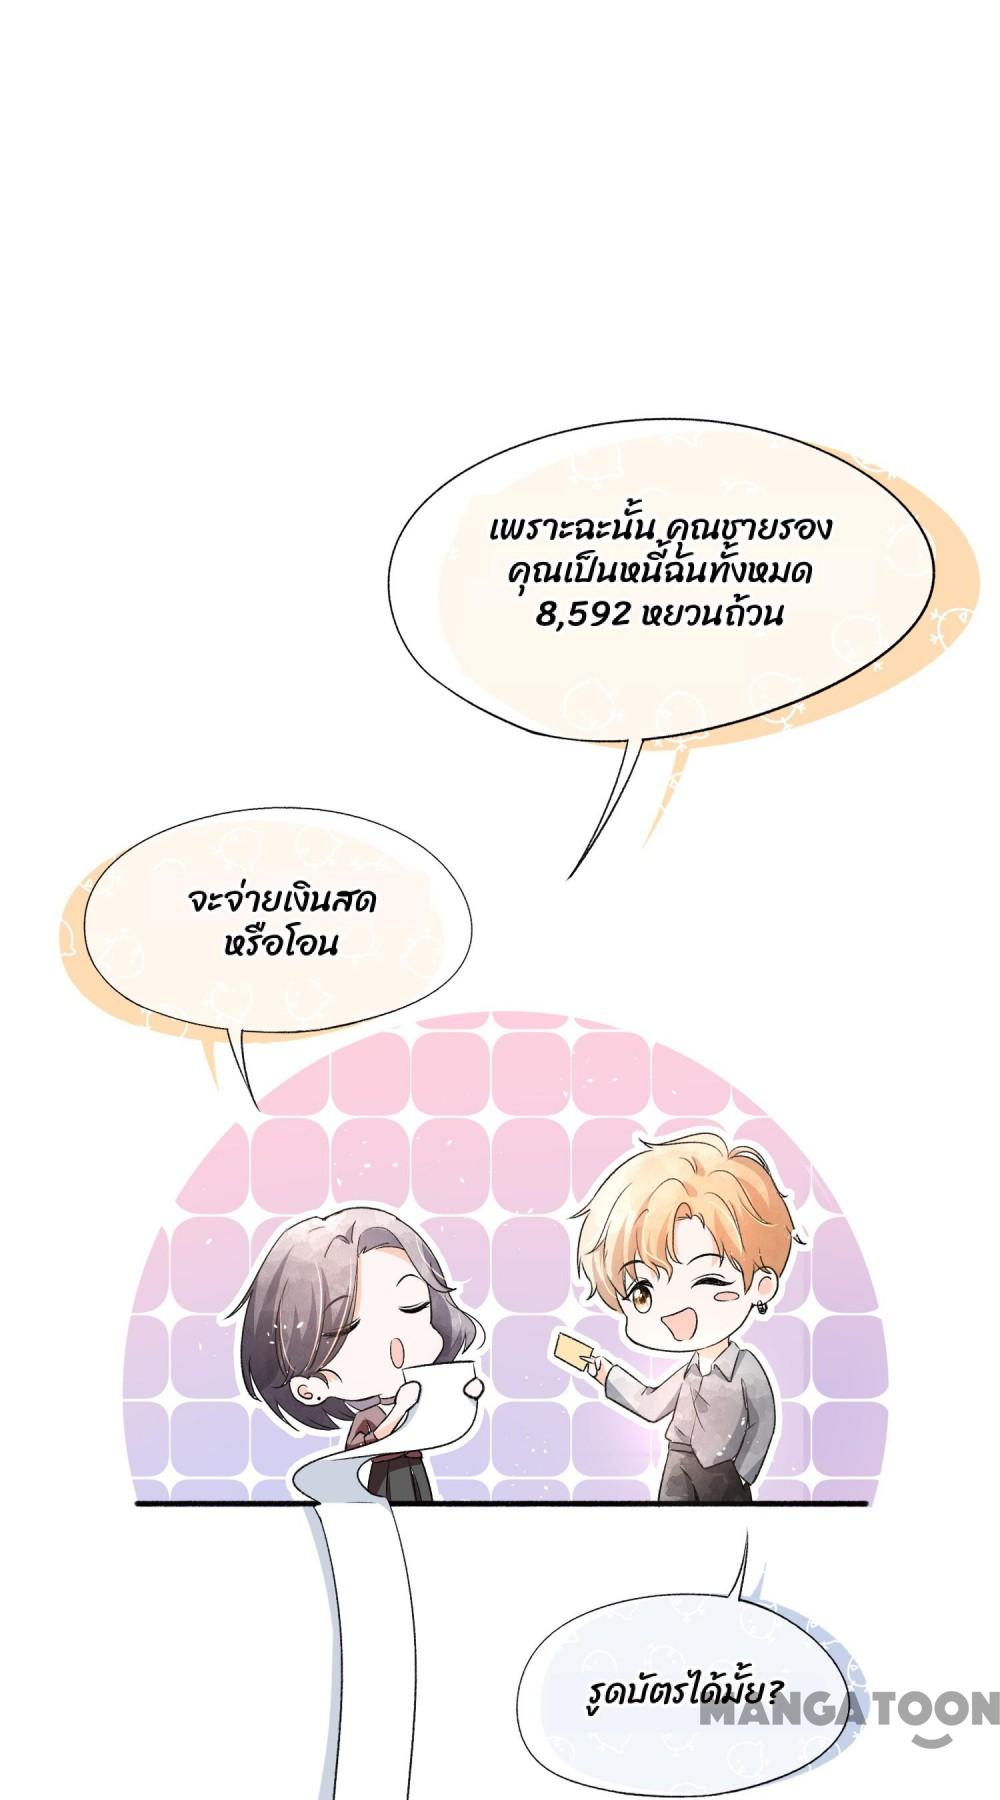 เพราะฉะนั้น คุณชายรอง
คุณเป็นหนี้ฉันทั้งหมด
8,592 หยวนถ้วน
จะจ่ายเงินสด
หรือโอน
รูดบัตรได้มั้ย?
MANGATOON